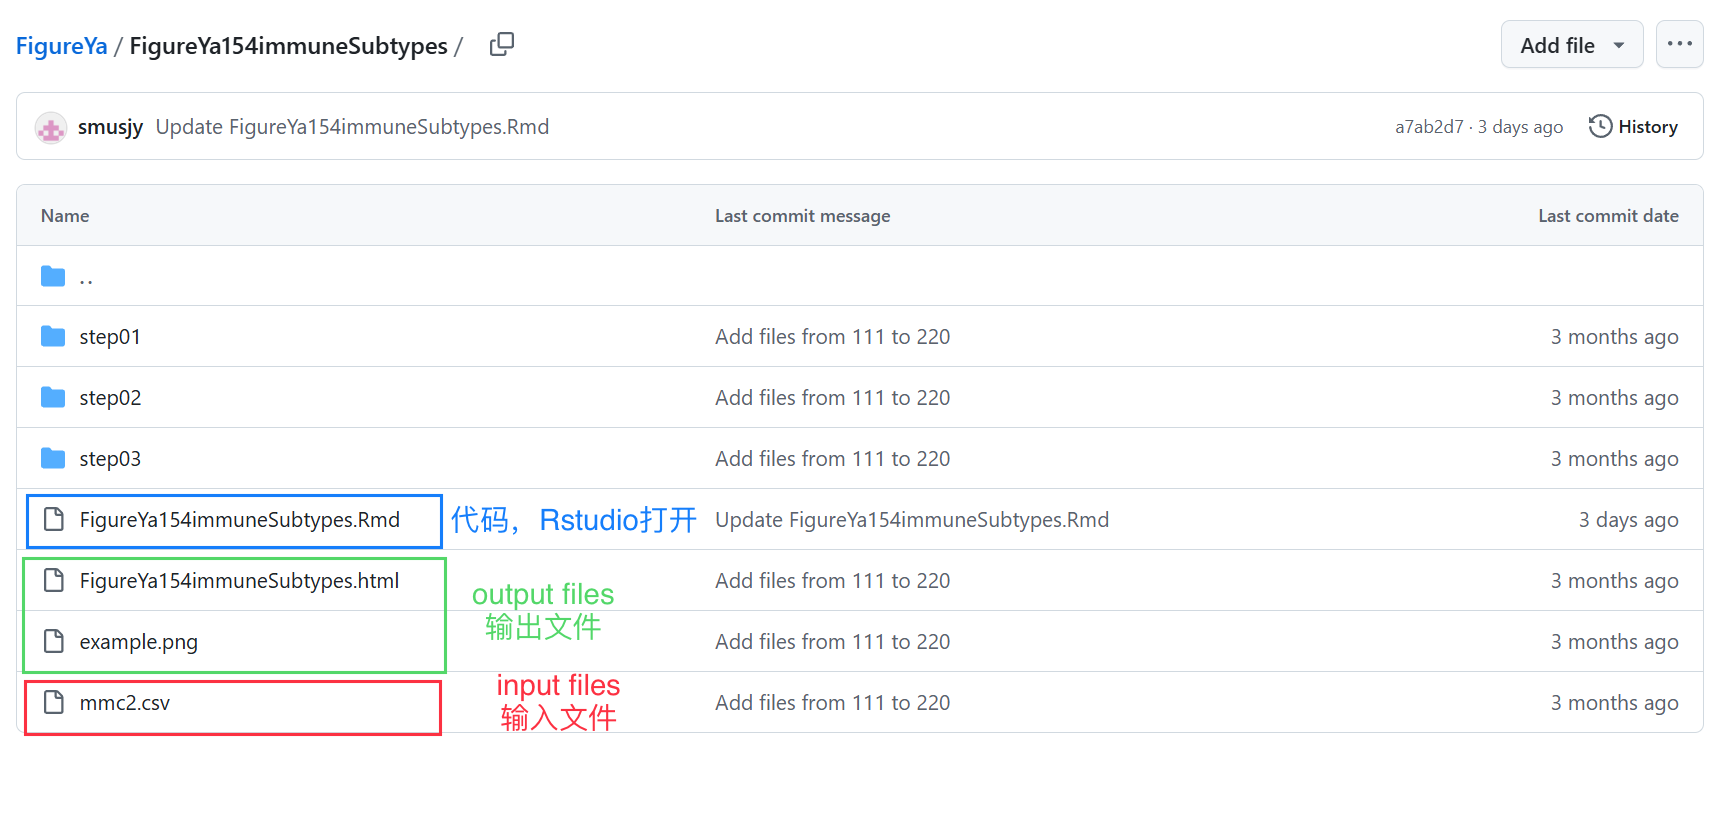 FigureYa / FigureYa154immuneSubtypes /
Add file
smusjy Update FigureYa154immuneSubtypes.Rmd
a7ab2d7 · 3 days ago
History
Name Last commit message Last commit date
..
step01 Add files from 111 to 220 3 months ago
step02 Add files from 111 to 220 3 months ago
step03 Add files from 111 to 220 3 months ago
FigureYa154immuneSubtypes.Rmd 代码，Rstudio打开 Update FigureYa154immuneSubtypes.Rmd 3 days ago
FigureYa154immuneSubtypes.html Add files from 111 to 220 3 months ago
output files
输出文件
example.png Add files from 111 to 220 3 months ago
input files
输入文件
mmc2.csv Add files from 111 to 220 3 months ago